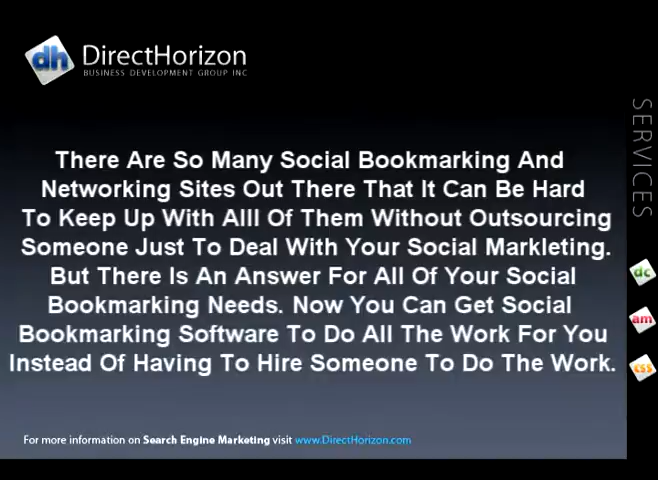 dh
DirectHorizon
BUSINESS DEVELOPMENT GROUP INC
SERVICES
There Are So Many Social Bookmarking And
Networking Sites Out There That It Can Be Hard
To Keep Up With Alll Of Them Without Outsourcing
Someone Just To Deal With Your Social Markleting.
But There Is An Answer For All Of Your Social
Bookmarking Needs. Now You Can Get Social
Bookmarking Software To Do All The Work For You
Instead Of Having To Hire Someone To Do The Work.
dc
am
css
For more information on Search Engine Marketing visit www.DirectHorizon.com